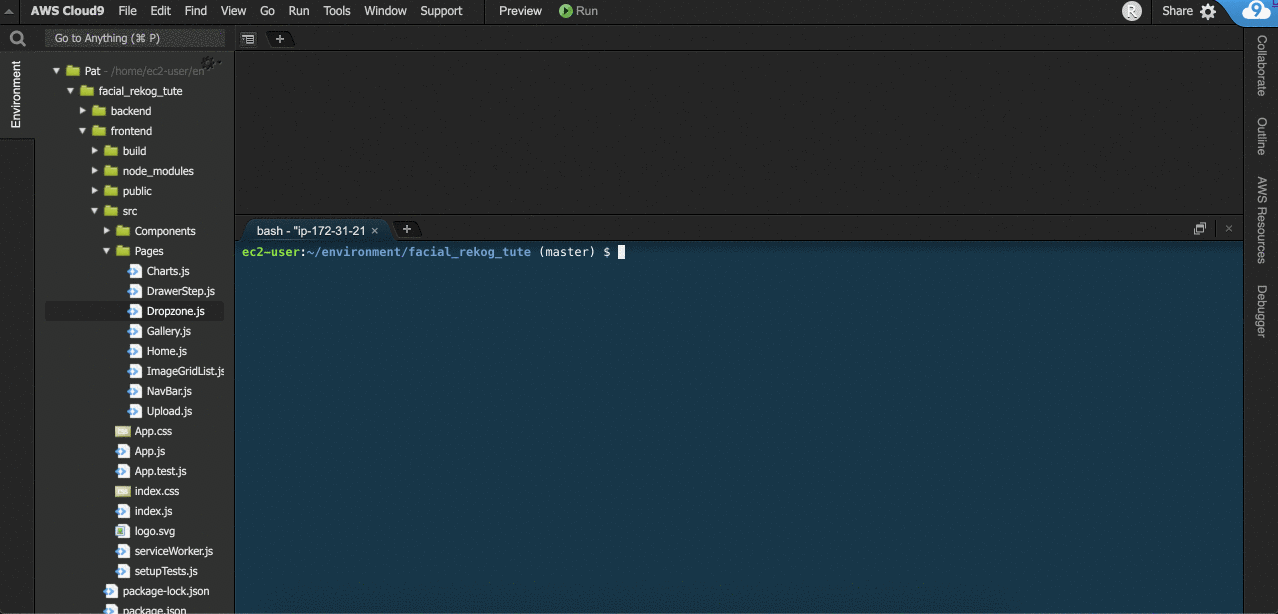 AWS Cloud9 File Edit Find View Go Run Tools Window Support Preview Run R Share 9
Go to Anything (⌘ P)
Environment
Pat - /home/ec2-user/en
facial_rekog_tute
backend
frontend
build
node_modules
public
src
Components
Pages
Charts.js
DrawerStep.js
Dropzone.js
Gallery.js
Home.js
ImageGridList.js
NavBar.js
Upload.js
App.css
App.js
App.test.js
index.css
index.js
logo.svg
serviceWorker.js
setupTests.js
package-lock.json
package.json
bash - "ip-172-31-21 ×
ec2-user:~/environment/facial_rekog_tute (master) $
Collaborate
Outline
AWS Resources
Debugger